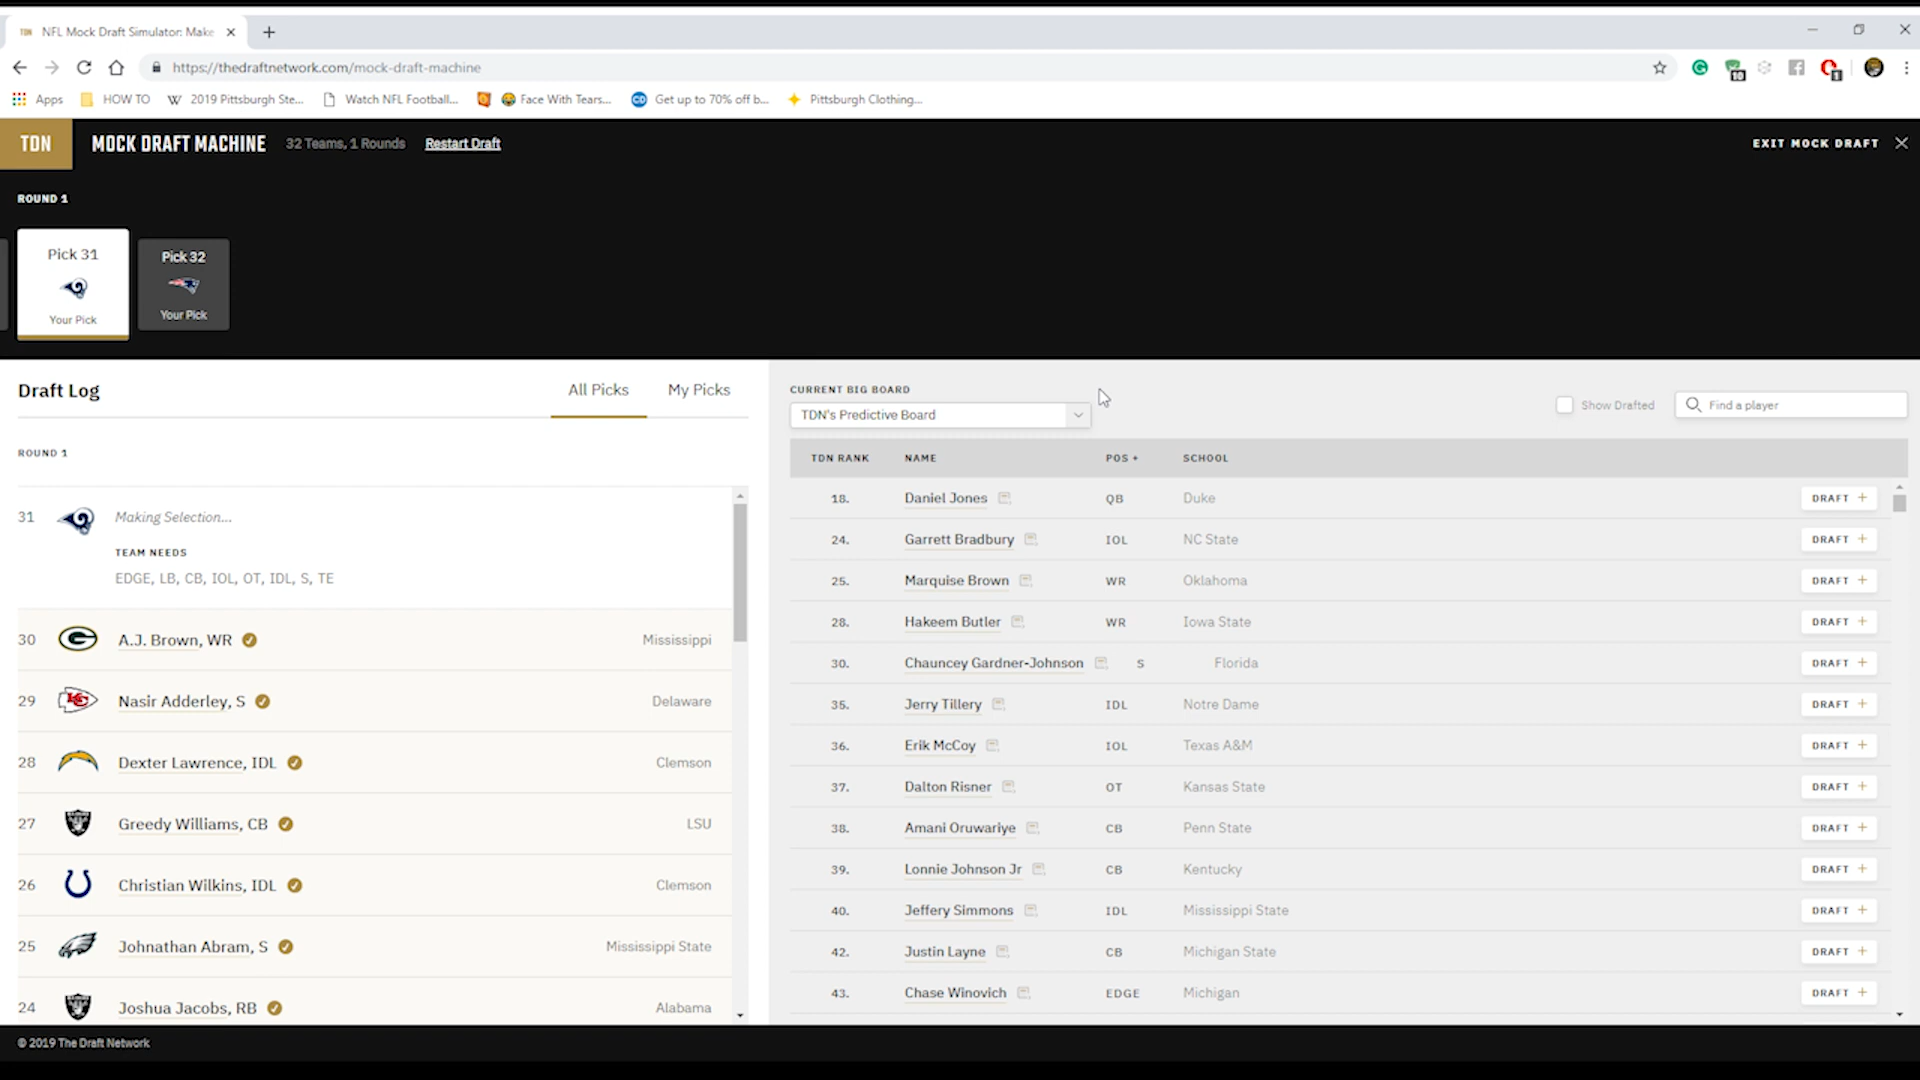 TDN NFL Mock Draft Simulator: Make
https://thedraftnetwork.com/mock-draft-machine
10 1
Apps HOW TO W 2019 Pittsburgh Ste... Watch NFL Football... Face With Tears... CD Get up to 70% off b... Pittsburgh Clothing...
TDN MOCK DRAFT MACHINE 32 Teams, 1 Rounds Restart Draft EXIT MOCK DRAFT
ROUND 1
Pick 31
Your Pick
Pick 32
Your Pick
Draft Log All Picks My Picks
ROUND 1
31 Making Selection...
TEAM NEEDS
EDGE, LB, CB, IOL, OT, IDL, S, TE
30 G A.J. Brown, WR Mississippi
29 KC Nasir Adderley, S Delaware
28 Dexter Lawrence, IDL Clemson
27 Greedy Williams, CB LSU
26 Christian Wilkins, IDL Clemson
25 Johnathan Abram, S Mississippi State
24 Joshua Jacobs, RB Alabama
CURRENT BIG BOARD
TDN's Predictive Board
Show Drafted Find a player
TDN RANK NAME POS + SCHOOL
18. Daniel Jones QB Duke DRAFT +
24. Garrett Bradbury IOL NC State DRAFT +
25. Marquise Brown WR Oklahoma DRAFT +
28. Hakeem Butler WR Iowa State DRAFT +
30. Chauncey Gardner-Johnson S Florida DRAFT +
35. Jerry Tillery IDL Notre Dame DRAFT +
36. Erik McCoy IOL Texas A&M DRAFT +
37. Dalton Risner OT Kansas State DRAFT +
38. Amani Oruwariye CB Penn State DRAFT +
39. Lonnie Johnson Jr CB Kentucky DRAFT +
40. Jeffery Simmons IDL Mississippi State DRAFT +
42. Justin Layne CB Michigan State DRAFT +
43. Chase Winovich EDGE Michigan DRAFT +
© 2019 The Draft Network